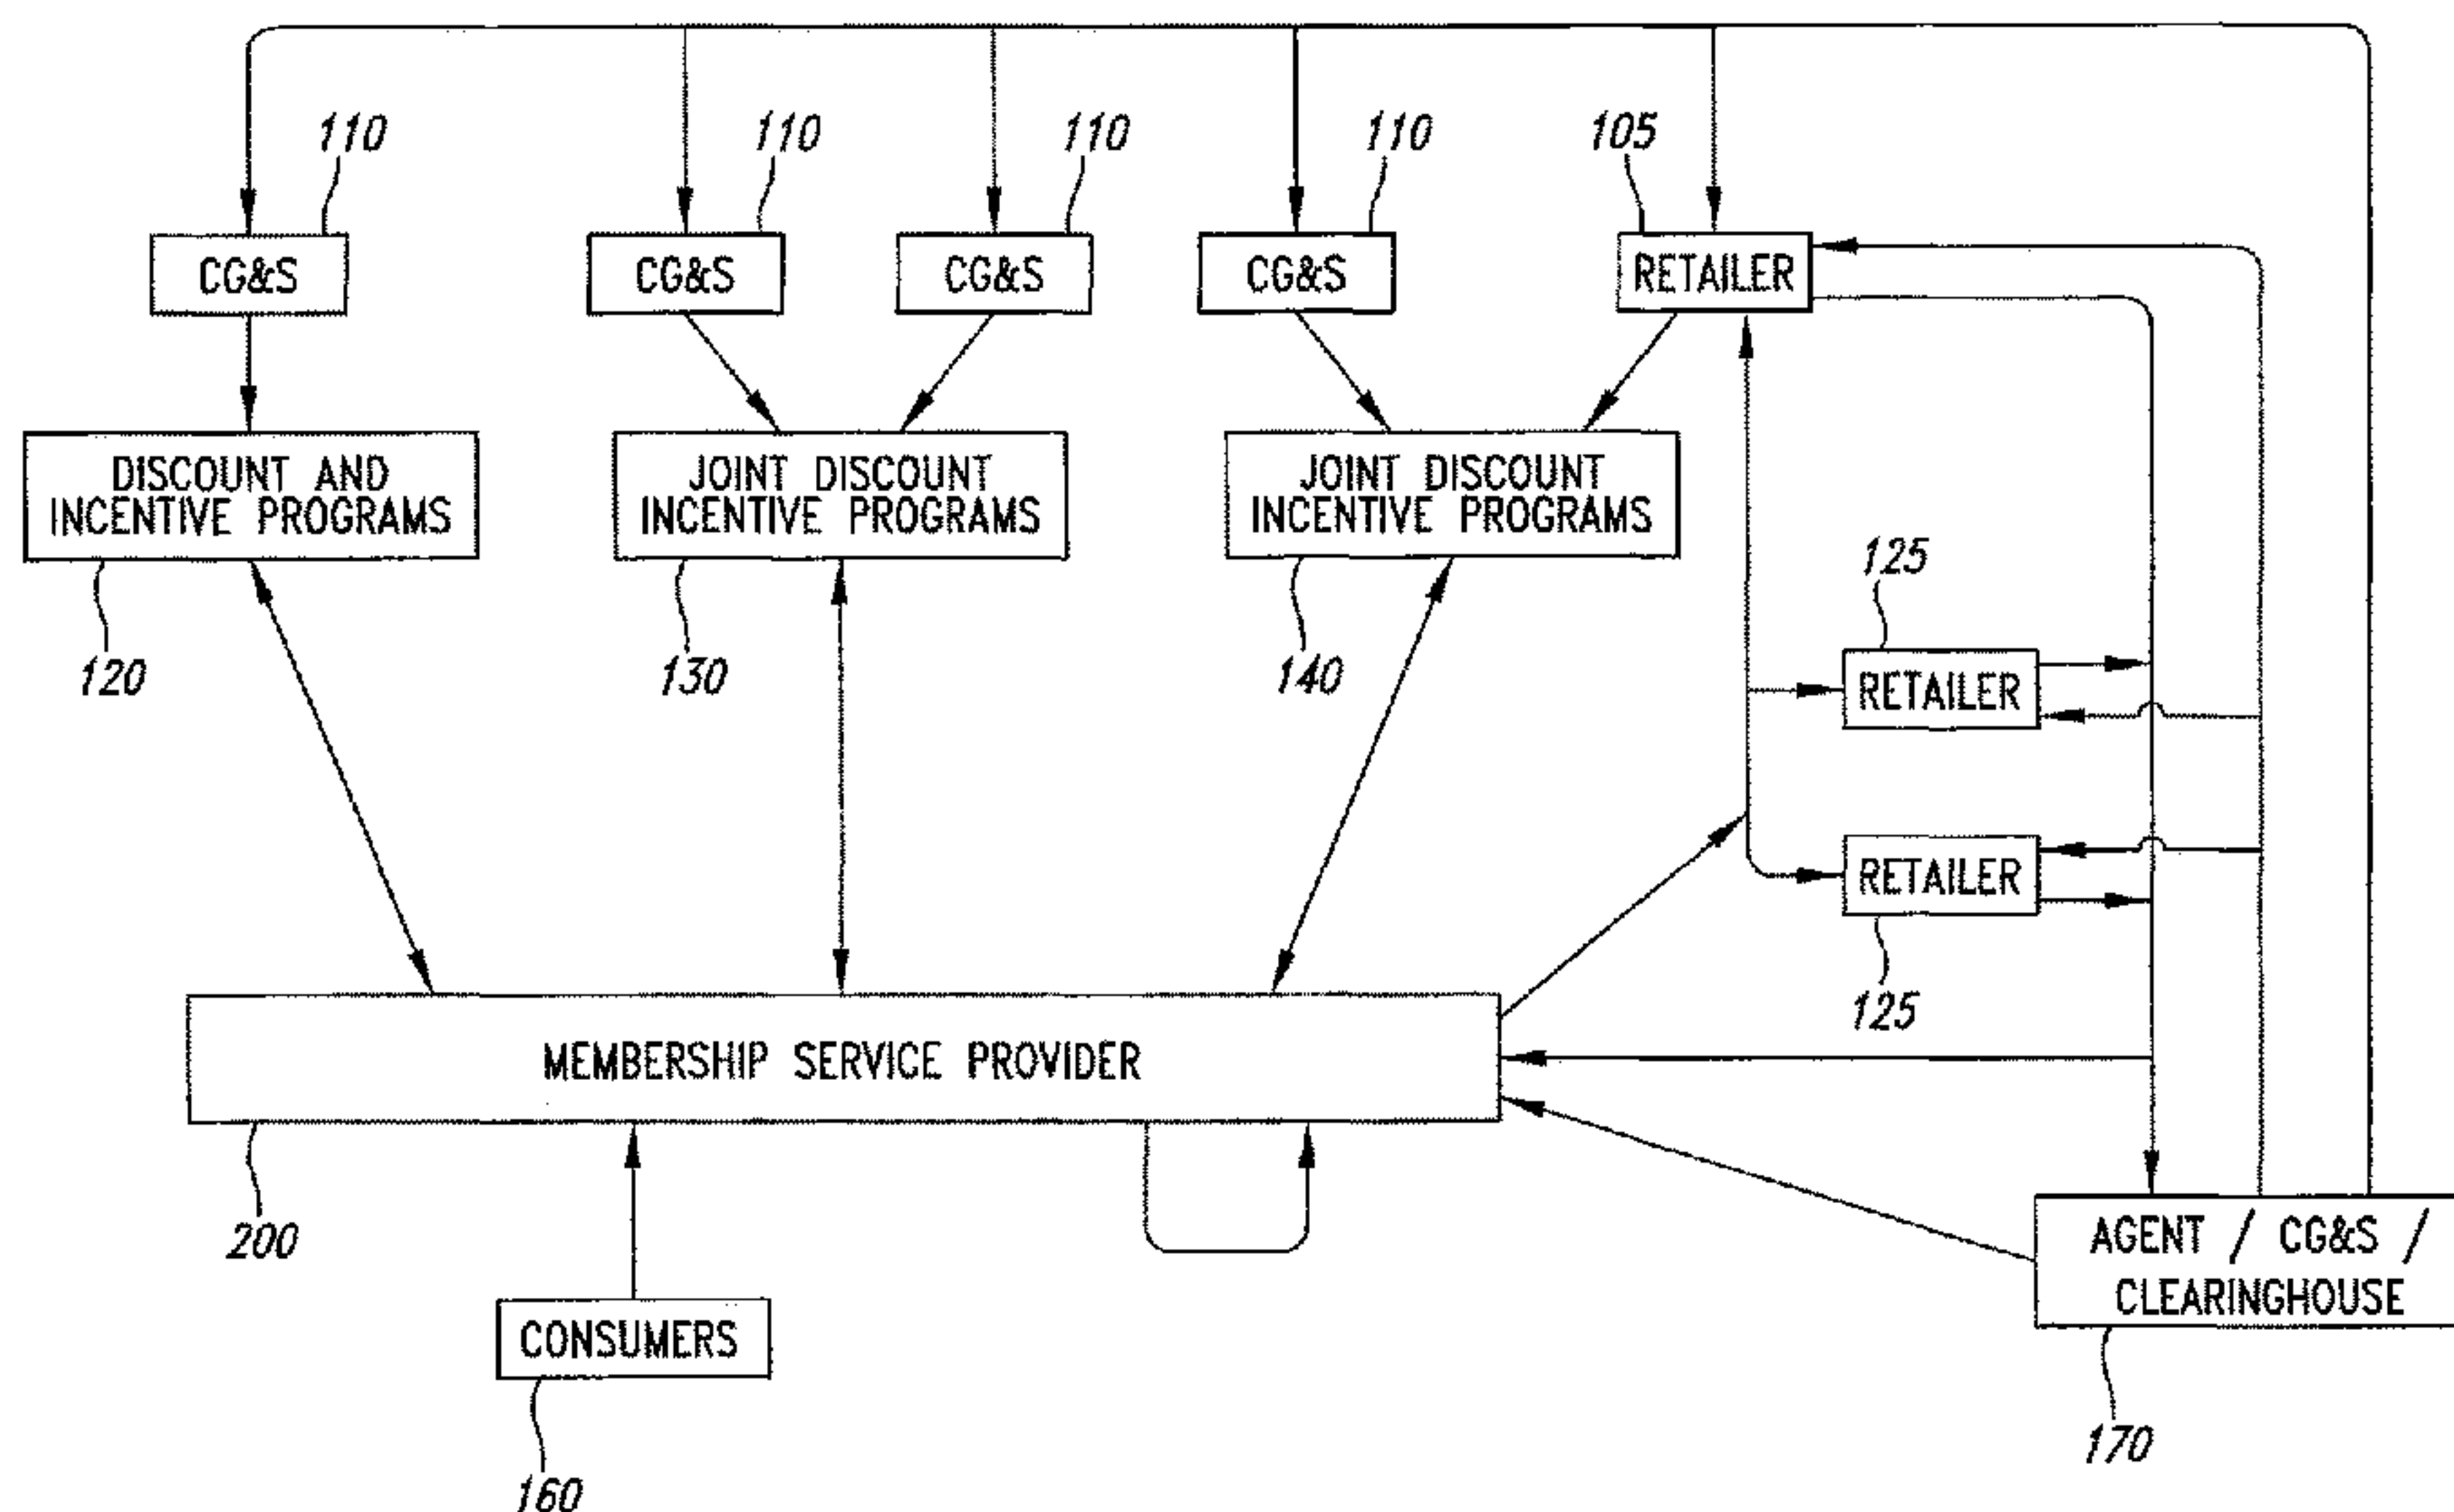 110
110
110
110
105
CG&S
CG&S
CG&S
CG&S
RETAILER
DISCOUNT AND
INCENTIVE PROGRAMS
JOINT DISCOUNT
INCENTIVE PROGRAMS
JOINT DISCOUNT
INCENTIVE PROGRAMS
120
130
140
125
RETAILER
RETAILER
125
MEMBERSHIP SERVICE PROVIDER
200
CONSUMERS
160
AGENT / CG&S /
CLEARINGHOUSE
170